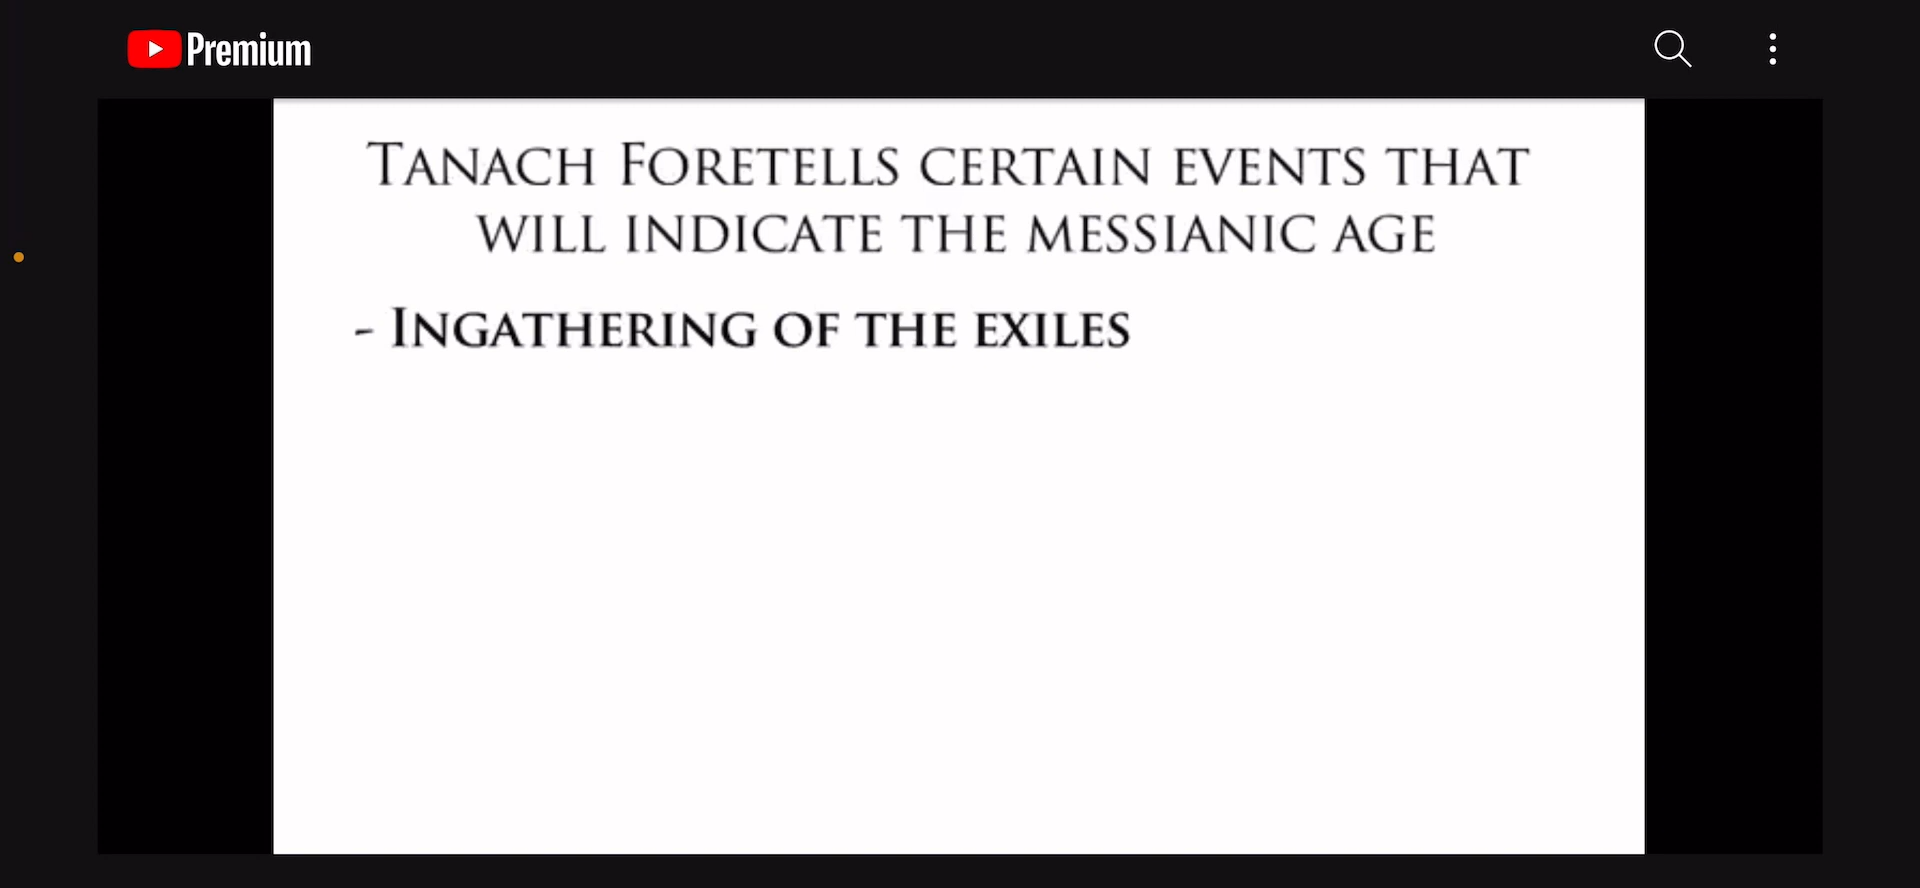 Premium
TANACH FORETELLS CERTAIN EVENTS THAT
WILL INDICATE THE MESSIANIC AGE
- INGATHERING OF THE EXILES